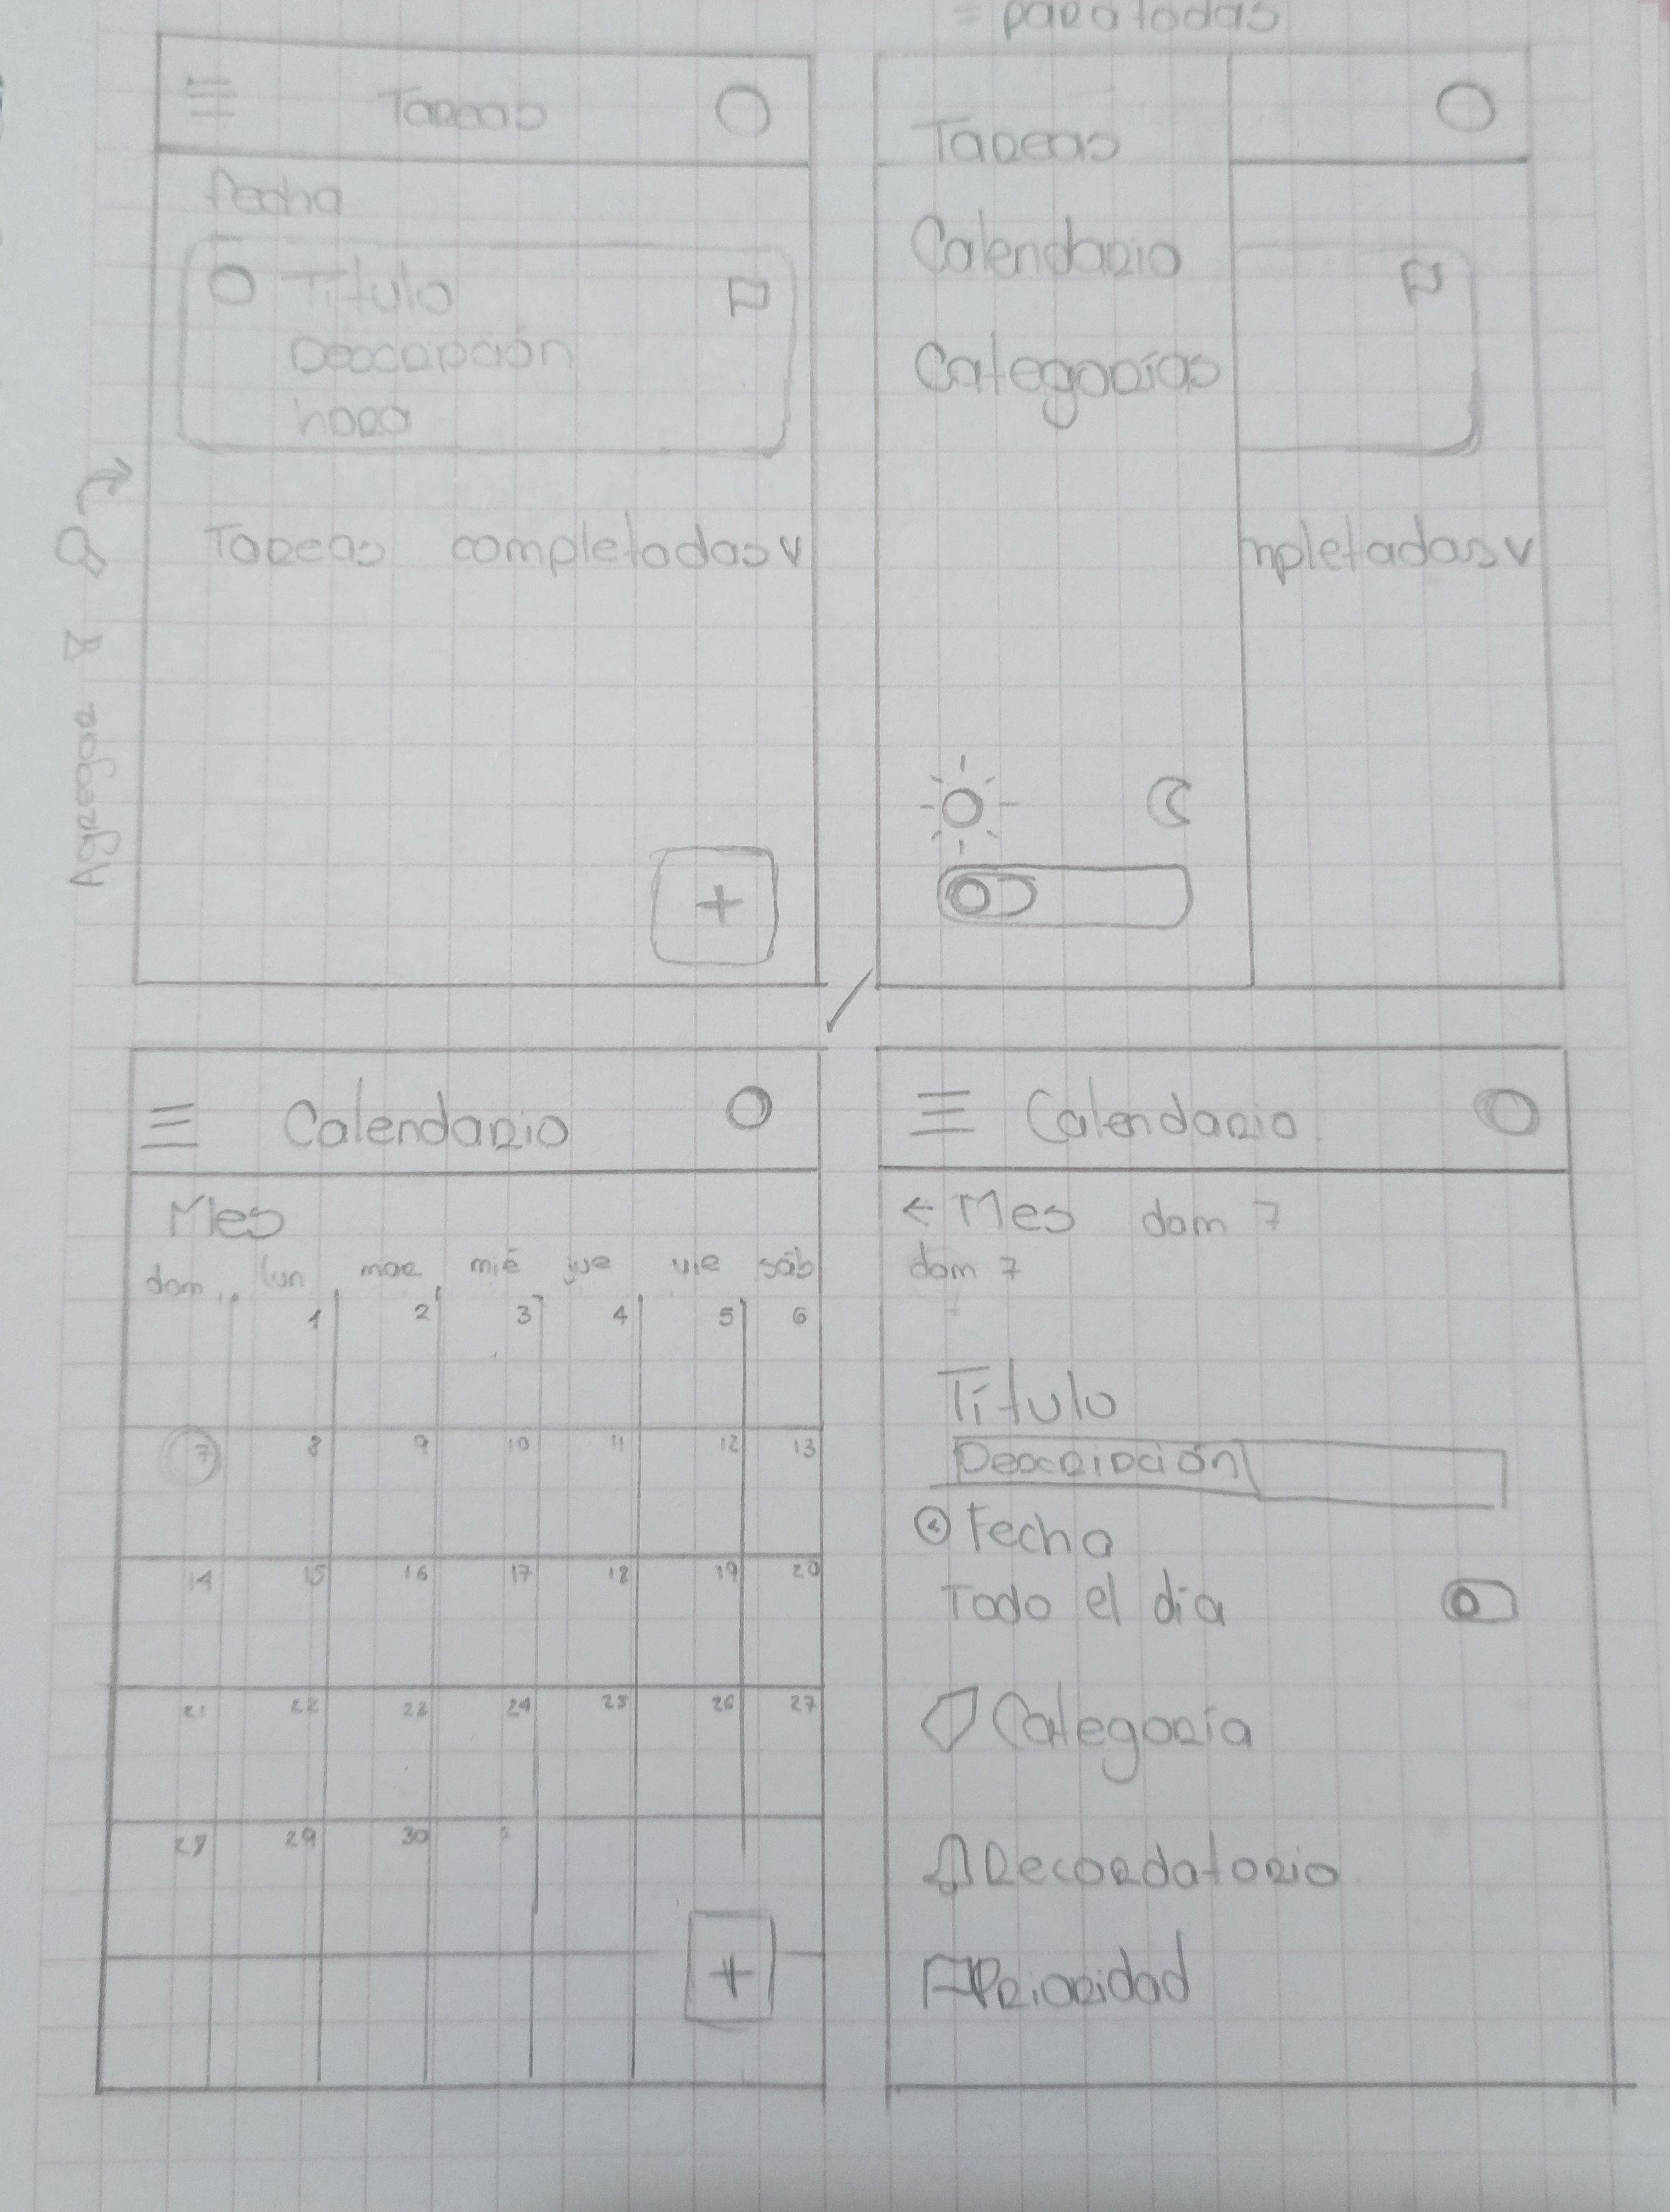 = para todas
Tareas
fecha
Título
Descripción
hora
Tareas completadas v
+
Agregar
Tareas
Calendario
Categorías
mpletadas v
Calendario
Mes
dom lun mar mié jue vie sáb
1 2 3 4 5 6
7 8 9 10 11 12 13
14 15 16 17 18 19 20
21 22 23 24 25 26 27
28 29 30
+
Calendario
← Mes dom 7
dom 7
Título
Descripción
Fecha
Todo el día
Categoría
Recordatorio
Prioridad